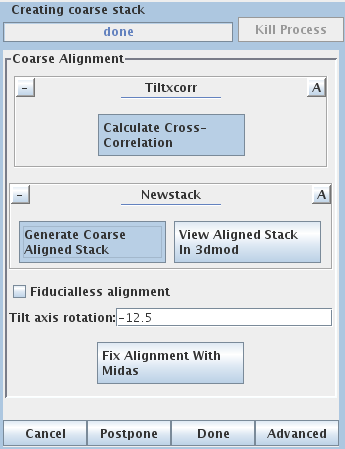 Creating coarse stack
done
Kill Process
Coarse Alignment
- Tiltxcorr A
Calculate Cross-
Correlation
- Newstack A
Generate Coarse
Aligned Stack
View Aligned Stack
In 3dmod
Fiducialless alignment
Tilt axis rotation: -12.5
Fix Alignment With
Midas
Cancel Postpone Done Advanced